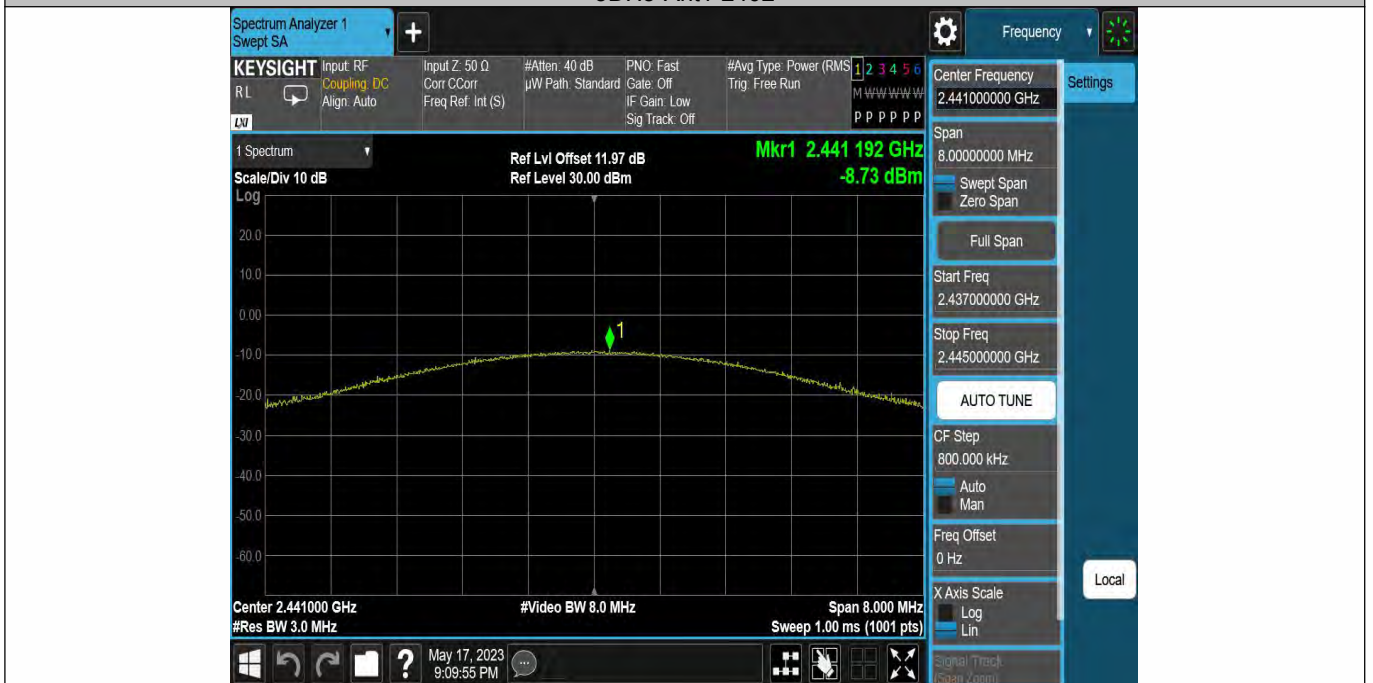 Spectrum Analyzer 1
Swept SA
+
Frequency
KEYSIGHT
RL
LXI
Input: RF
Coupling: DC
Align: Auto
Input Z: 50 Ω
Corr CCorr
Freq Ref: Int (S)
#Atten: 40 dB
µW Path: Standard
PNO: Fast
Gate: Off
IF Gain: Low
Sig Track: Off
#Avg Type: Power (RMS
Trig: Free Run
1 2 3 4 5 6
M W W W W W
P P P P P P
1 Spectrum
Scale/Div 10 dB
Ref Lvl Offset 11.97 dB
Ref Level 30.00 dBm
Mkr1 2.441 192 GHz
-8.73 dBm
Log
20.0
10.0
0.00
-10.0
-20.0
-30.0
-40.0
-50.0
-60.0
1
Center 2.441000 GHz
#Res BW 3.0 MHz
#Video BW 8.0 MHz
Span 8.000 MHz
Sweep 1.00 ms (1001 pts)
Center Frequency
2.441000000 GHz
Settings
Span
8.00000000 MHz
Swept Span
Zero Span
Full Span
Start Freq
2.437000000 GHz
Stop Freq
2.445000000 GHz
AUTO TUNE
CF Step
800.000 kHz
Auto
Man
Freq Offset
0 Hz
X Axis Scale
Log
Lin
Signal Track
(Span Zoom)
Local
?
May 17, 2023
9:09:55 PM